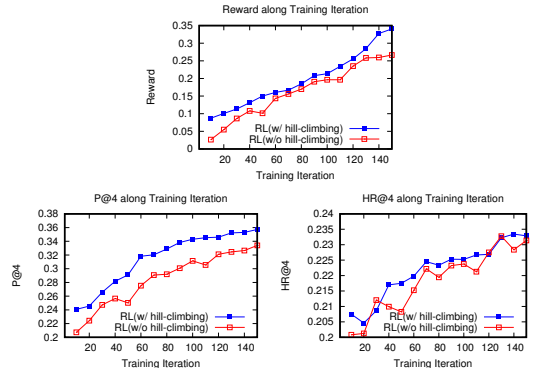 Reward along Training Iteration
0.35
0.3
0.25
0.2
0.15
0.1
0.05
0
Reward
RL(w/ hill-climbing)
RL(w/o hill-climbing)
20 40 60 80 100 120 140
Training Iteration
P@4 along Training Iteration
0.38
0.36
0.34
0.32
0.3
0.28
0.26
0.24
0.22
0.2
P@4
RL(w/ hill-climbing)
RL(w/o hill-climbing)
20 40 60 80 100 120 140
Training Iteration
HR@4 along Training Iteration
0.24
0.235
0.23
0.225
0.22
0.215
0.21
0.205
0.2
HR@4
RL(w/ hill-climbing)
RL(w/o hill-climbing)
20 40 60 80 100 120 140
Training Iteration